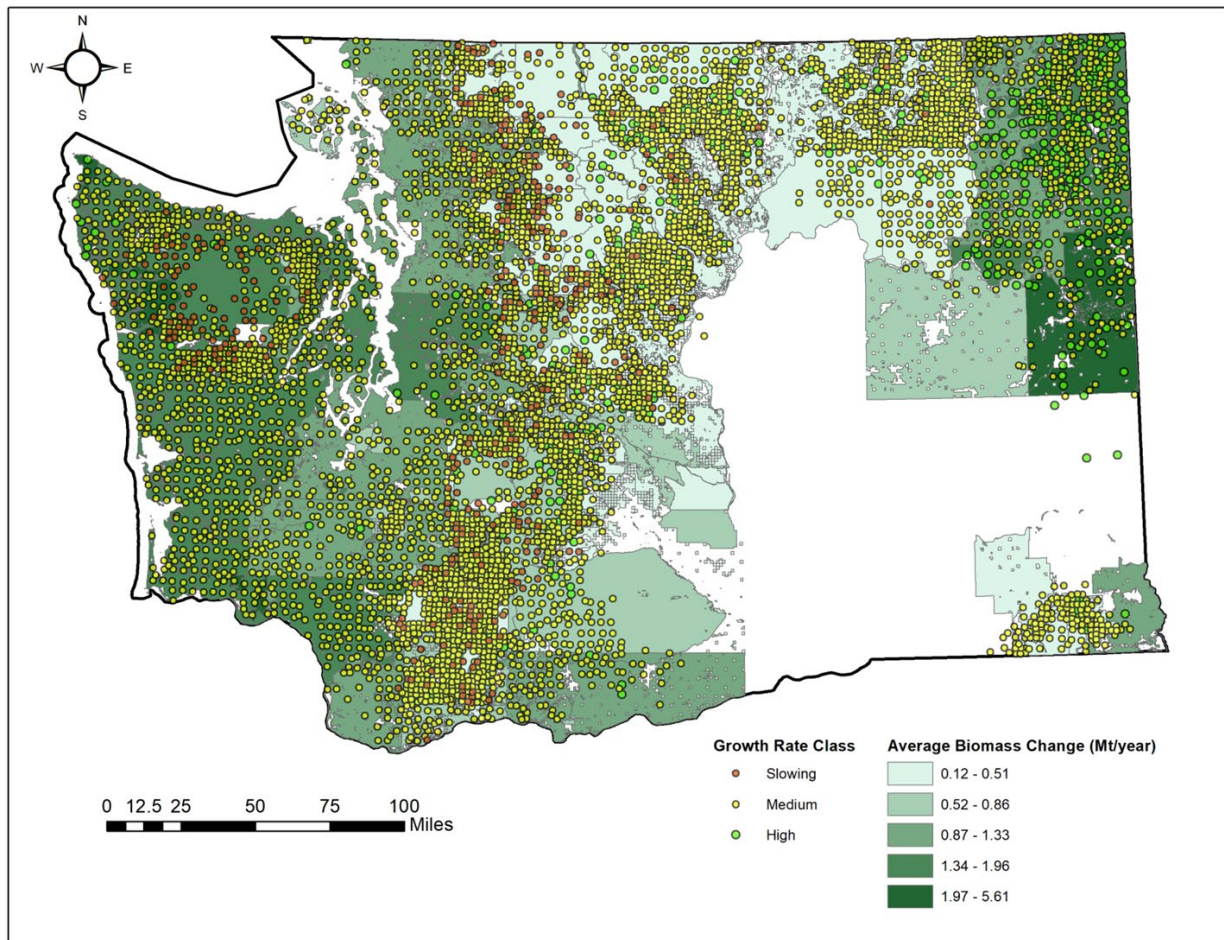 N
W E
S
Growth Rate Class
Slowing
Medium
High
Average Biomass Change (Mt/year)
0.12 - 0.51
0.52 - 0.86
0.87 - 1.33
1.34 - 1.96
1.97 - 5.61
0 12.5 25 50 75 100
Miles